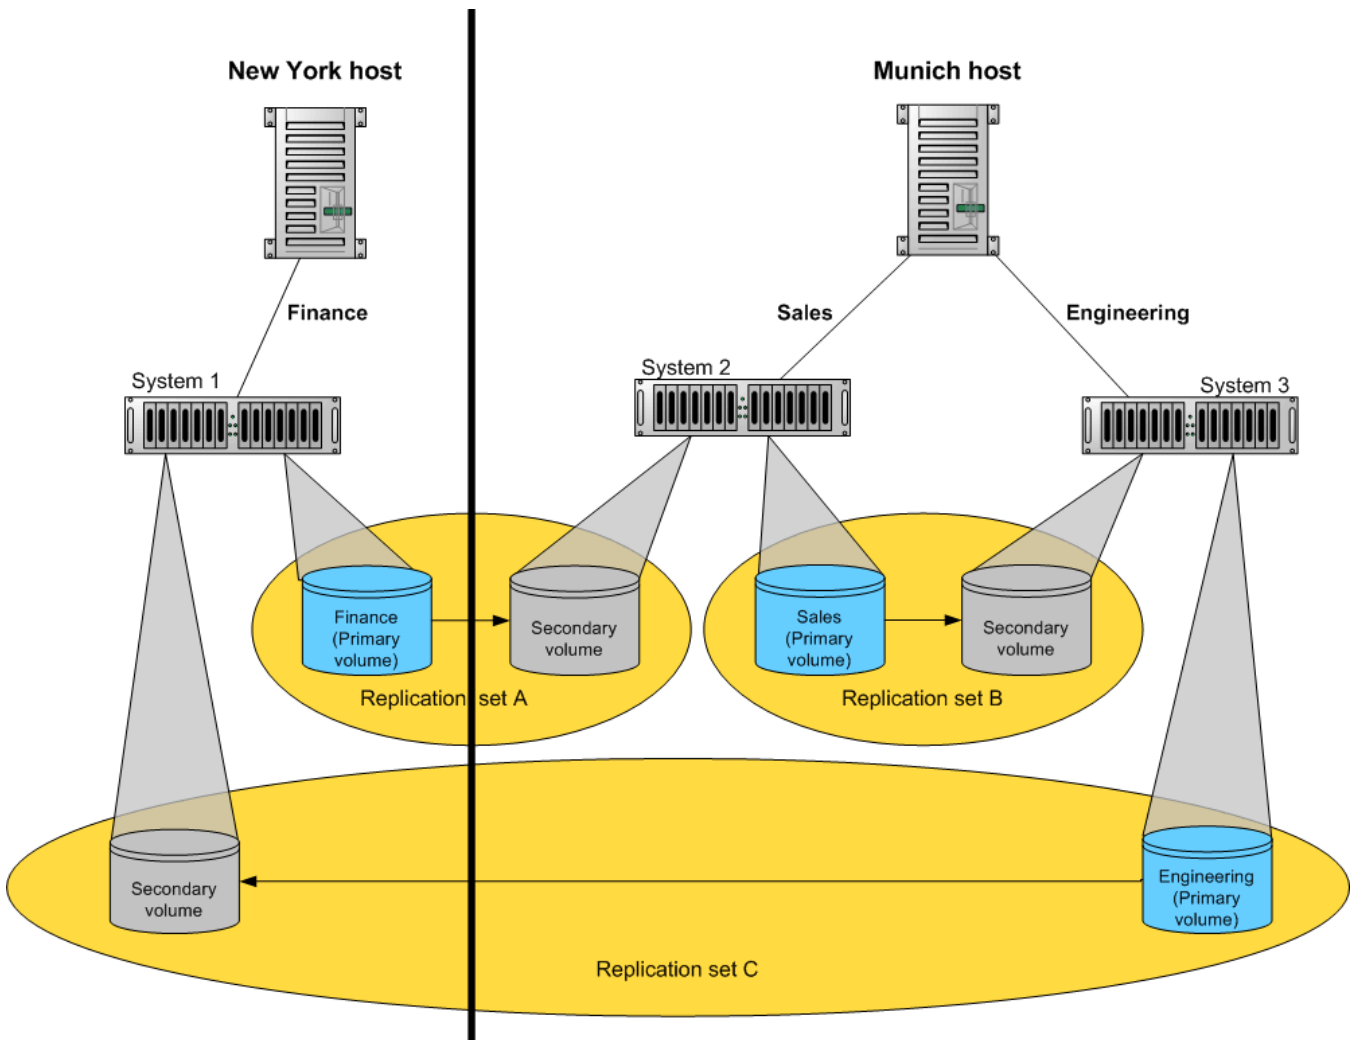 New York host
Munich host
Finance
Sales
Engineering
System 1
System 2
System 3
Finance
(Primary
volume)
Secondary
volume
Sales
(Primary
volume)
Secondary
volume
Replication set A
Replication set B
Secondary
volume
Engineering
(Primary
volume)
Replication set C